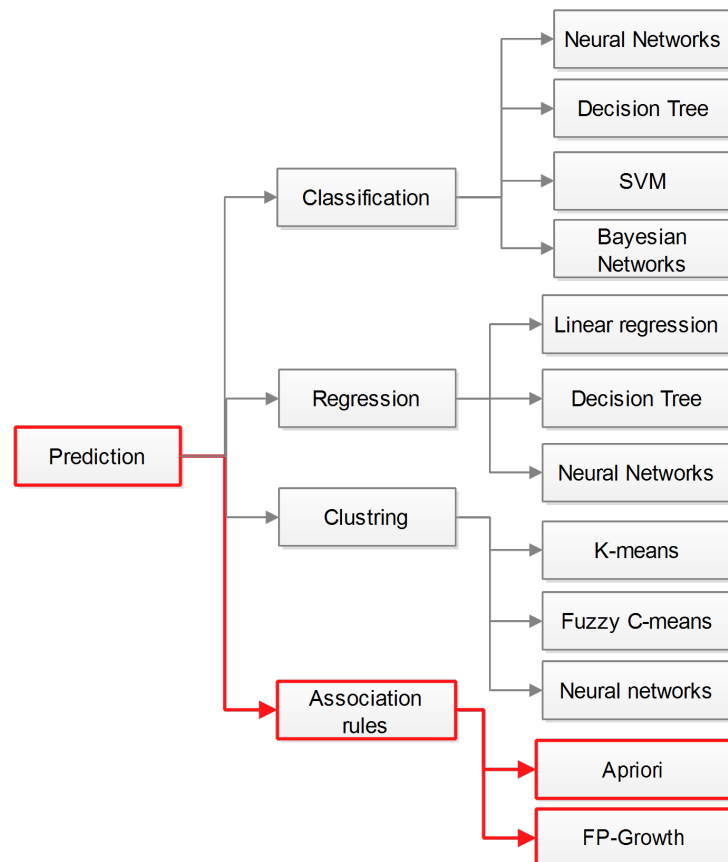 Neural Networks
Decision Tree
SVM
Classification
Bayesian
Networks
Linear regression
Regression
Decision Tree
Prediction
Neural Networks
Clustring
K-means
Fuzzy C-means
Neural networks
Association
rules
Apriori
FP-Growth